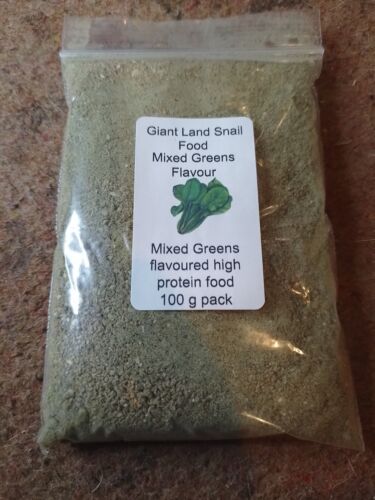 Giant Land Snail
Food
Mixed Greens
Flavour
Mixed Greens
flavoured high
protein food
100 g pack